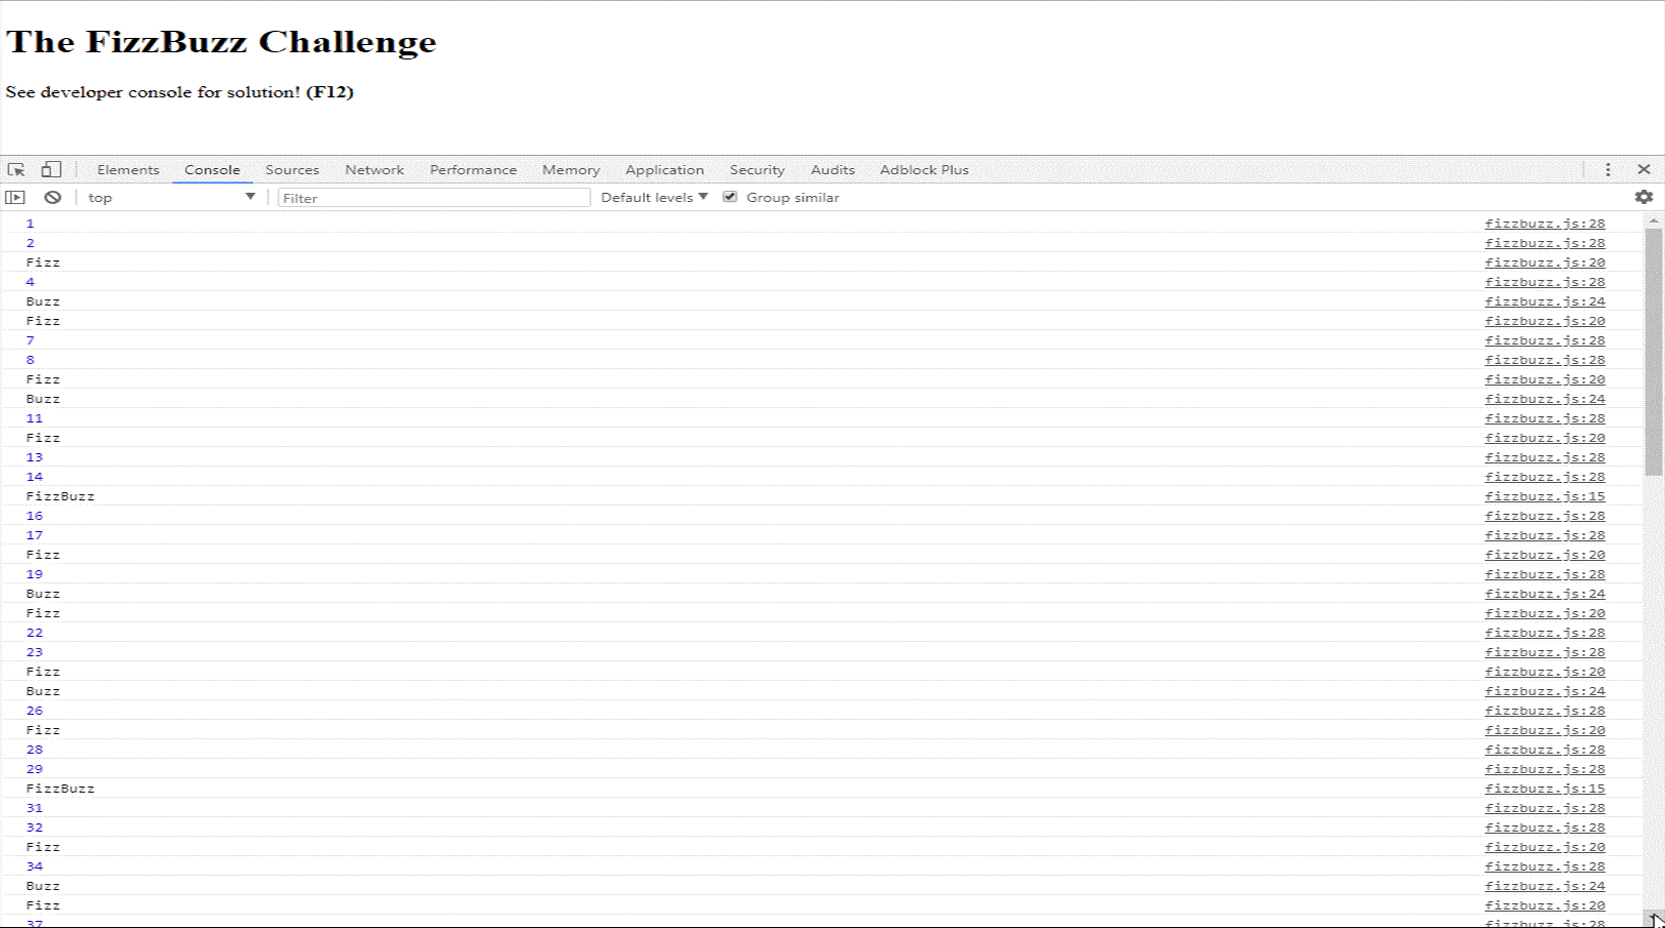 The FizzBuzz Challenge
See developer console for solution! (F12)
Elements Console Sources Network Performance Memory Application Security Audits Adblock Plus
top Filter Default levels Group similar
1 fizzbuzz.js:28
2 fizzbuzz.js:28
Fizz fizzbuzz.js:20
4 fizzbuzz.js:28
Buzz fizzbuzz.js:24
Fizz fizzbuzz.js:20
7 fizzbuzz.js:28
8 fizzbuzz.js:28
Fizz fizzbuzz.js:20
Buzz fizzbuzz.js:24
11 fizzbuzz.js:28
Fizz fizzbuzz.js:20
13 fizzbuzz.js:28
14 fizzbuzz.js:28
FizzBuzz fizzbuzz.js:15
16 fizzbuzz.js:28
17 fizzbuzz.js:28
Fizz fizzbuzz.js:20
19 fizzbuzz.js:28
Buzz fizzbuzz.js:24
Fizz fizzbuzz.js:20
22 fizzbuzz.js:28
23 fizzbuzz.js:28
Fizz fizzbuzz.js:20
Buzz fizzbuzz.js:24
26 fizzbuzz.js:28
Fizz fizzbuzz.js:20
28 fizzbuzz.js:28
29 fizzbuzz.js:28
FizzBuzz fizzbuzz.js:15
31 fizzbuzz.js:28
32 fizzbuzz.js:28
Fizz fizzbuzz.js:20
34 fizzbuzz.js:28
Buzz fizzbuzz.js:24
Fizz fizzbuzz.js:20
37 fizzbuzz.js:28